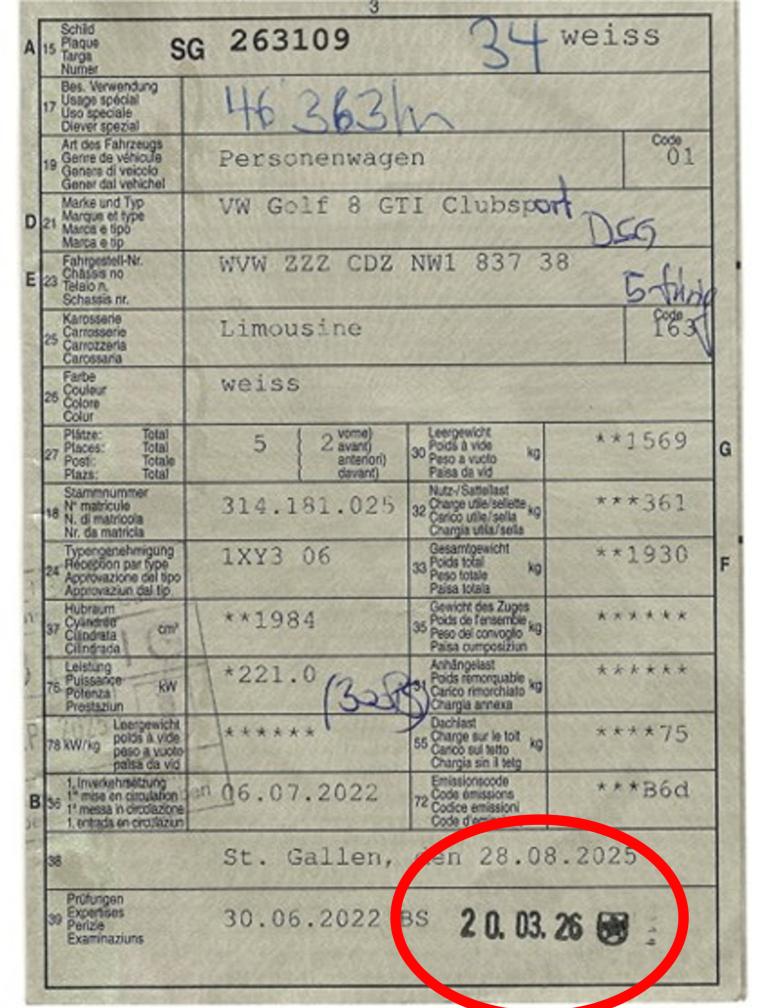 3
A 15 Schild Plaque Targa Numer SG 263109 34 weiss
17 Bes. Verwendung Usage spécial Uso speciale Diever spezial 46'363
19 Art des Fahrzeugs Genre de véhicule Genere di veicolo Gener dal vehichel Personenwagen Code 01
D 21 Marke und Typ Marque et type Marca e tipo Marca e tip VW Golf 8 GTI Clubsport DSG
E 23 Fahrgestell-Nr. Châssis no Telaio n. Schassis nr. WVW ZZZ CDZ NW1 837 38
25 Karosserie Carrosserie Carrozzeria Carossaria Limousine Code 163
26 Farbe Couleur Colore Colur weiss
27 Plätze: Total Places: Total Posti: Totale Plazs: Total 5 ( 2 vorne) avant) anteriori) davant)
30 Leergewicht Poids à vide Peso a vuoto Paisa da vid kg **1569 G
18 Stammnummer N° matricule N. di matricola Nr. da matricla 314.181.025
32 Nutz-/Sattellast Charge utile/sellette Carico utile/sella Chargia utila/sella kg ***361
24 Typengenehmigung Réception par type Approvazione del tipo Approvaziun dal tip 1XY3 06
33 Gesamtgewicht Poids total Peso totale Paisa totala kg **1930 F
37 Hubraum Cylindrée Cilindrata Cilindrada cm³ **1984
35 Gewicht des Zuges Poids de l'ensemble Peso del convoglio Paisa cumposiziun kg ******
76 Leistung Puissance Potenza Prestaziun kW *221.0 (300PS)
31 Anhängelast Poids remorquable Carico rimorchiato Chargia annexa kg ******
78 kW/kg Leergewicht poids à vide peso a vuoto paisa da vid ******
55 Dachlast Charge sur le toit Carico sul tetto Chargia sin il tetg kg ****75
B 36 1. Inverkehrsetzung 1re mise en circulation 1a messa in circolazione 1. entrada en circulaziun 06.07.2022
72 Emissionscode Code émissions Codice emissioni ***B6d
38 St. Gallen, den 28.08.2025
39 Prüfungen Expertises Perizie Examinaziuns 30.06.2022 BS 20.03.26